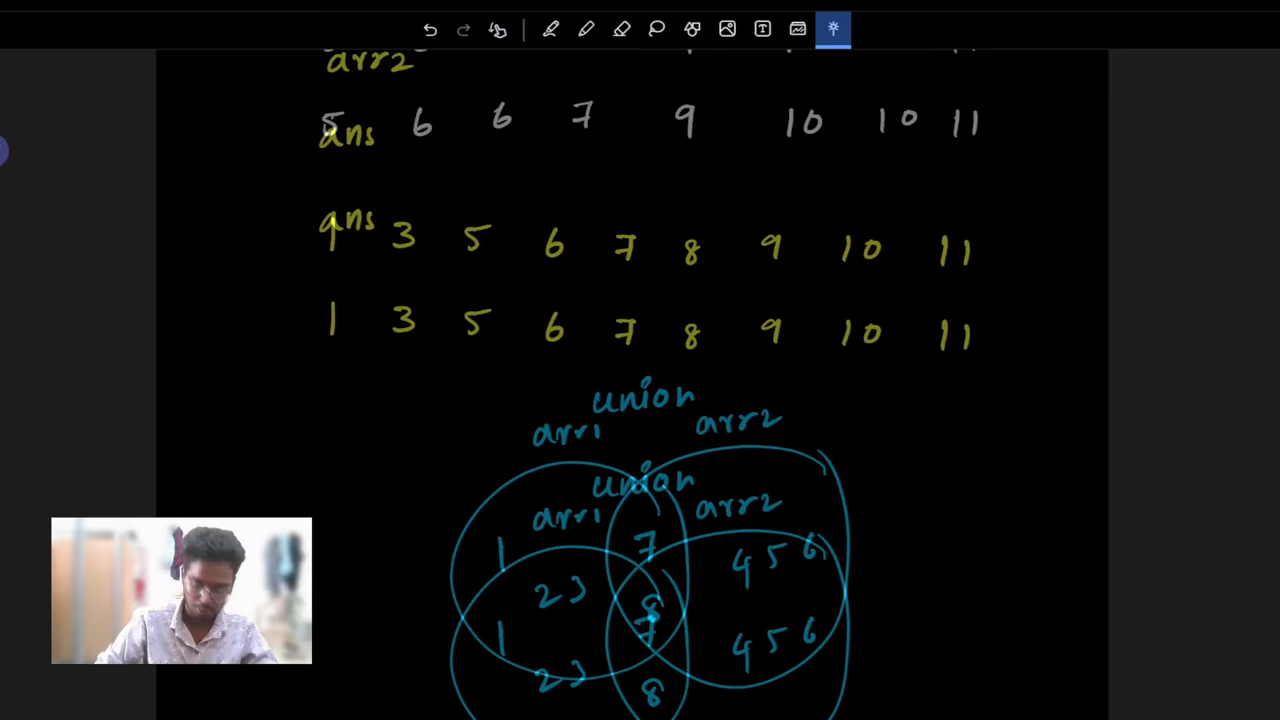 arr2
5 6 6 7 9 10 10 11
ans
ans
1 3 5 6 7 8 9 10 11
1 3 5 6 7 8 9 10 11
union
arr1 arr2
union
arr1 arr2
1 7 4 5 6
2 3 8
1 7 4 5 6
2 3 8